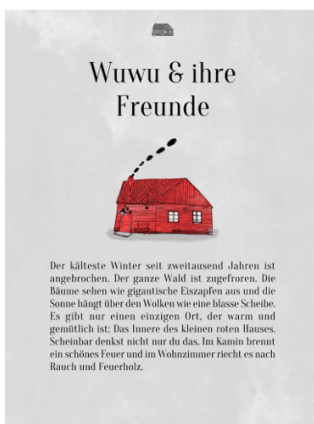 Wuwu & ihre
Freunde
Der kälteste Winter seit zweitausend Jahren ist
angebrochen. Der ganze Wald ist zugefroren. Die
Bäume sehen wie gigantische Eiszapfen aus und die
Sonne hängt über den Wolken wie eine blasse Scheibe.
Es gibt nur einen einzigen Ort, der warm und
gemütlich ist: Das Innere des kleinen roten Hauses.
Scheinbar denkst nicht nur du das. Im Kamin brennt
ein schönes Feuer und im Wohnzimmer riecht es nach
Rauch und Feuerholz.